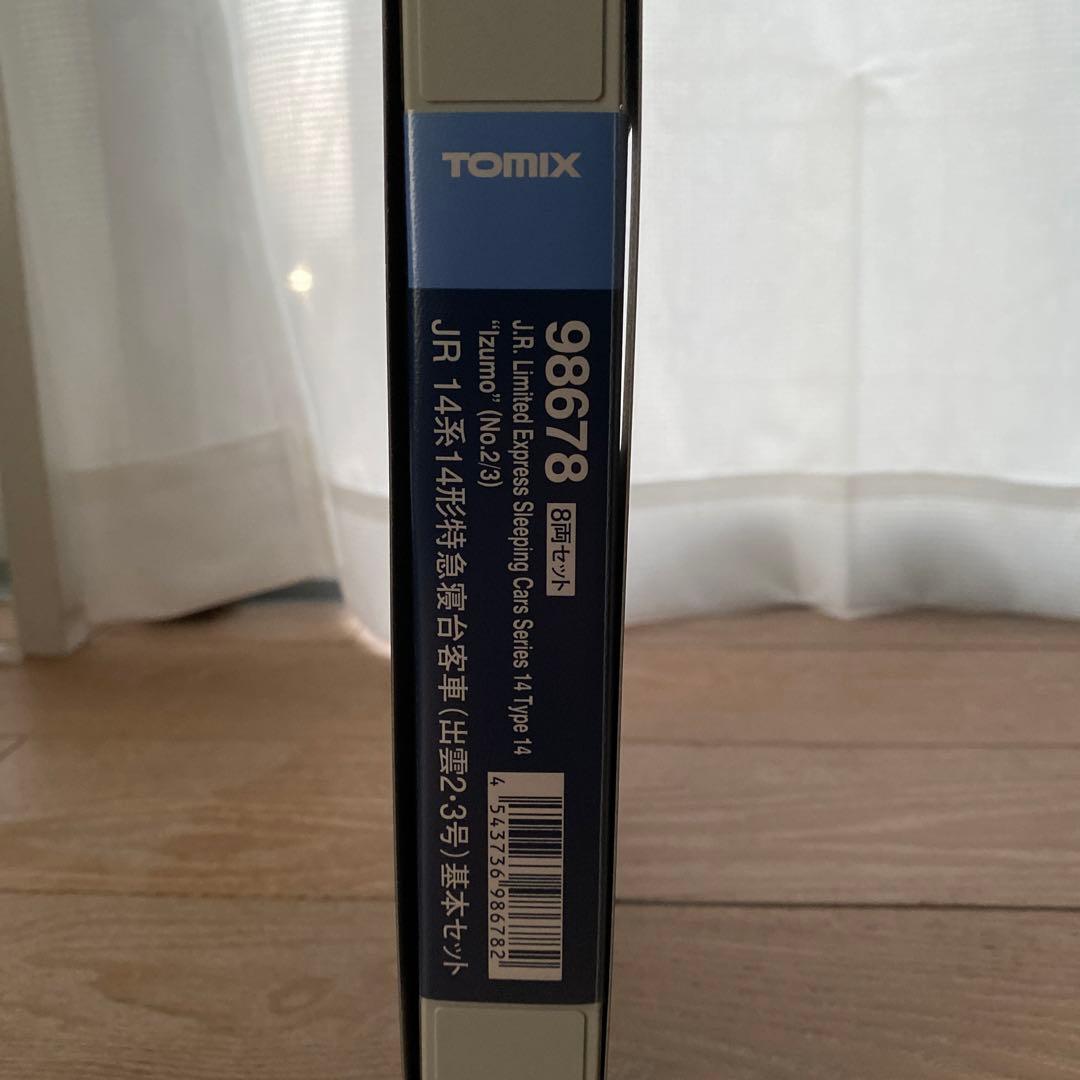 TOMIX
98678 8両セット
J.R. Limited Express Sleeping Cars Series 14 Type 14
“Izumo” (No.2/3)
JR 14系14形特急寝台客車(出雲2・3号)基本セット
4 543736 986782